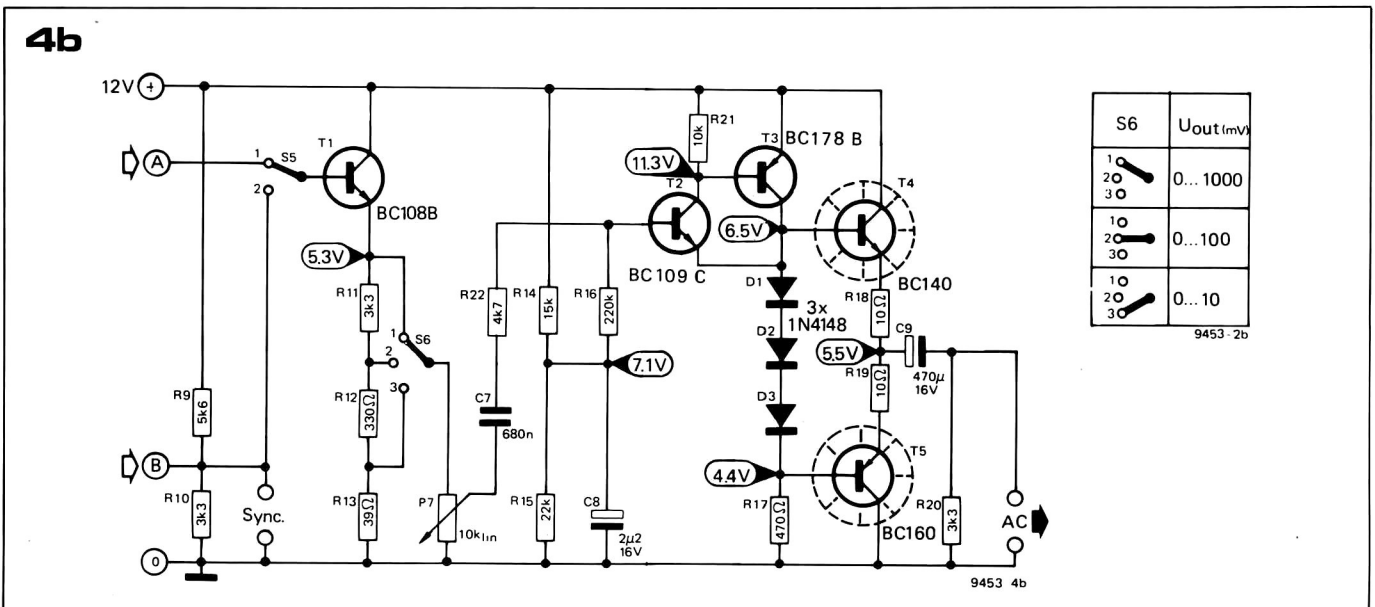 4b
12V +
A
1 S5
2
T1
BC108B
5.3V
R11
3k3
1 S6
2
3
R12
330Ω
R13
39Ω
R9
5k6
B
R10
3k3
Sync.
0
P7
10k lin
R22
4k7
C7
680n
R14
15k
R16
220k
7.1V
R15
22k
C8
2µ2
16V
R21
10k
11.3V
T2
BC109 C
T3
BC178 B
6.5V
T4
BC140
D1
3x
1N4148
D2
D3
R18
10Ω
5.5V
C9
470µ
16V
R19
10Ω
4.4V
R17
470Ω
T5
BC160
R20
3k3
AC
9453 4b
S6 Uout (mV)
1
2
3
0...1000
1
2
3
0...100
1
2
3
0...10
9453-2b